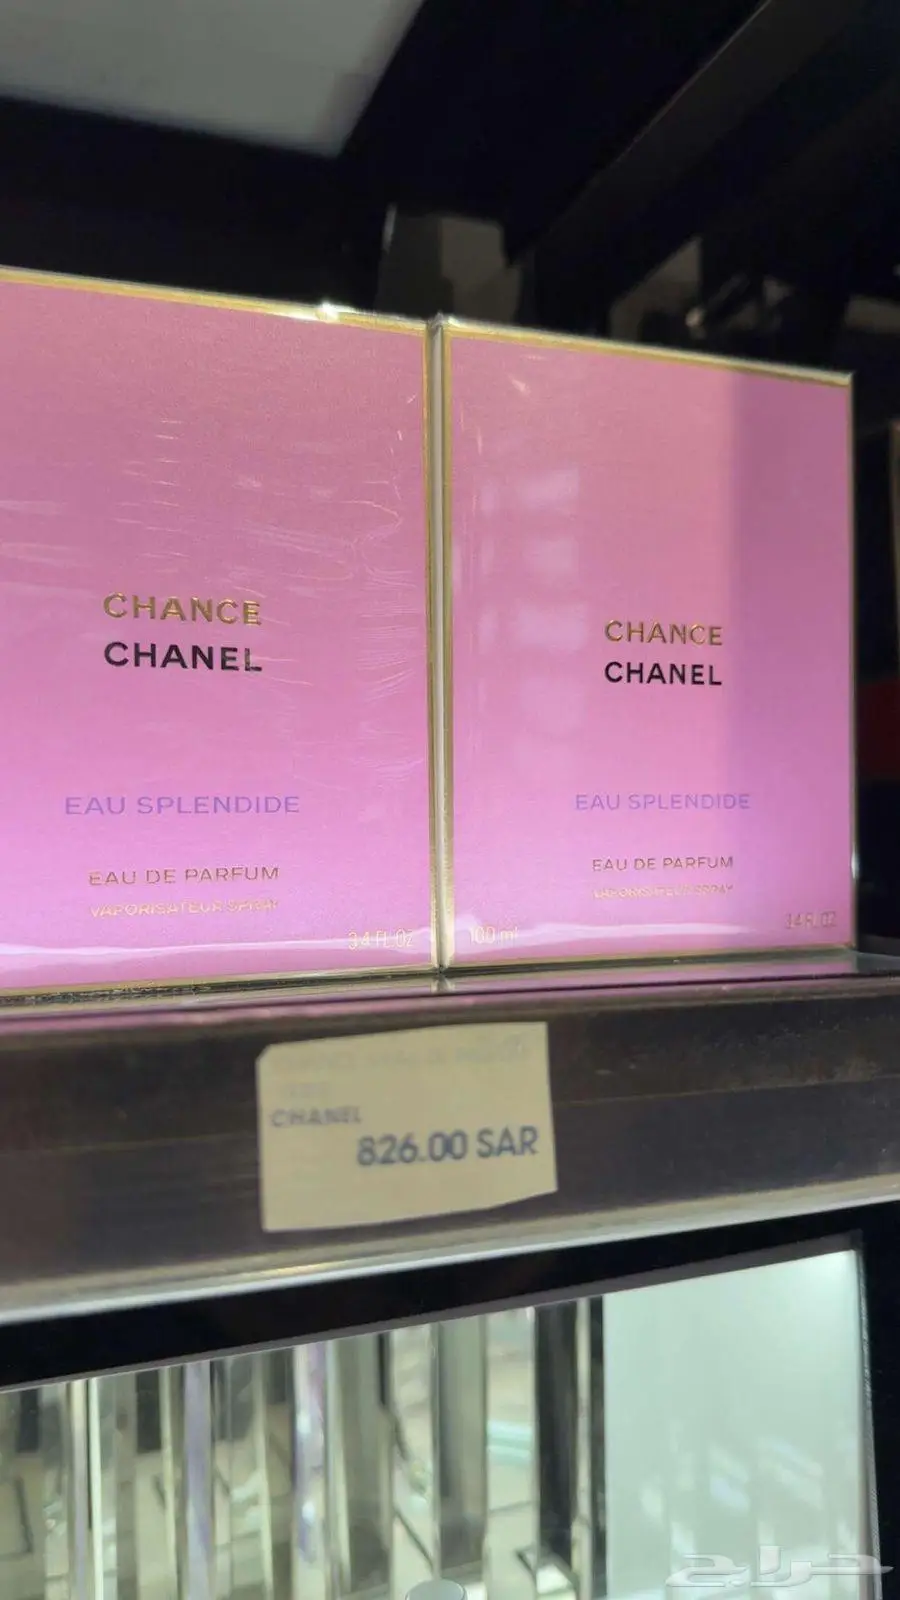 CHANCE
CHANEL
EAU SPLENDIDE
EAU DE PARFUM
VAPORISATEUR SPRAY
3.4 FL. OZ
CHANCE
CHANEL
EAU SPLENDIDE
EAU DE PARFUM
VAPORISATEUR SPRAY
100 ml
3.4 FL. OZ
CHANEL
826.00 SAR
حراج